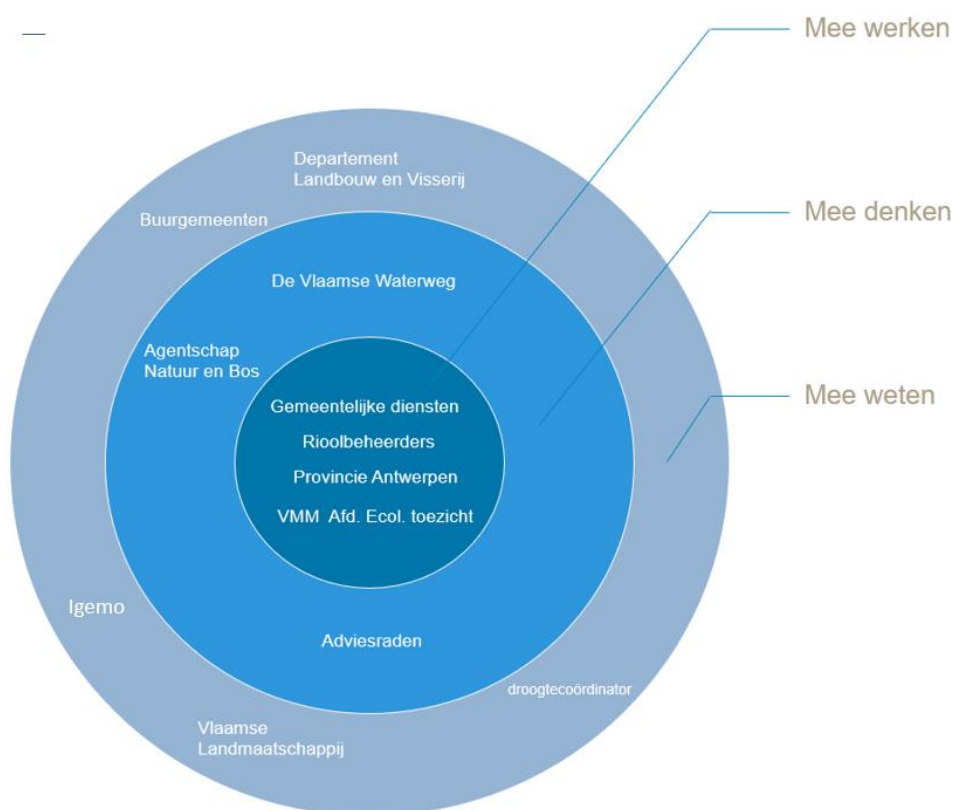 Mee werken
Departement
Landbouw en Visserij
Buurgemeenten
Mee denken
De Vlaamse Waterweg
Agentschap
Natuur en Bos
Mee weten
Gemeentelijke diensten
Rioolbeheerders
Provincie Antwerpen
VMM Afd. Ecol. toezicht
Igemo
Adviesraden
droogtecoördinator
Vlaamse
Landmaatschappij